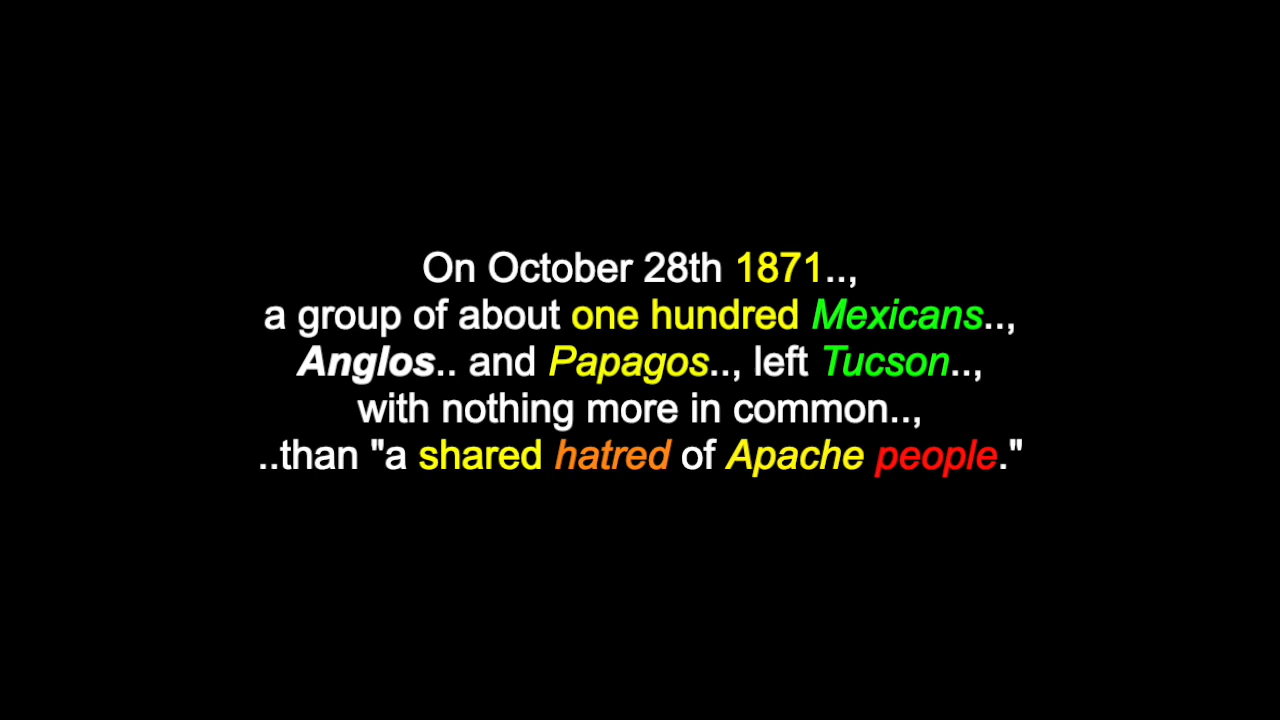 On October 28th 1871..,
a group of about one hundred Mexicans..,
Anglos.. and Papagos.., left Tucson..,
with nothing more in common..,
..than "a shared hatred of Apache people."